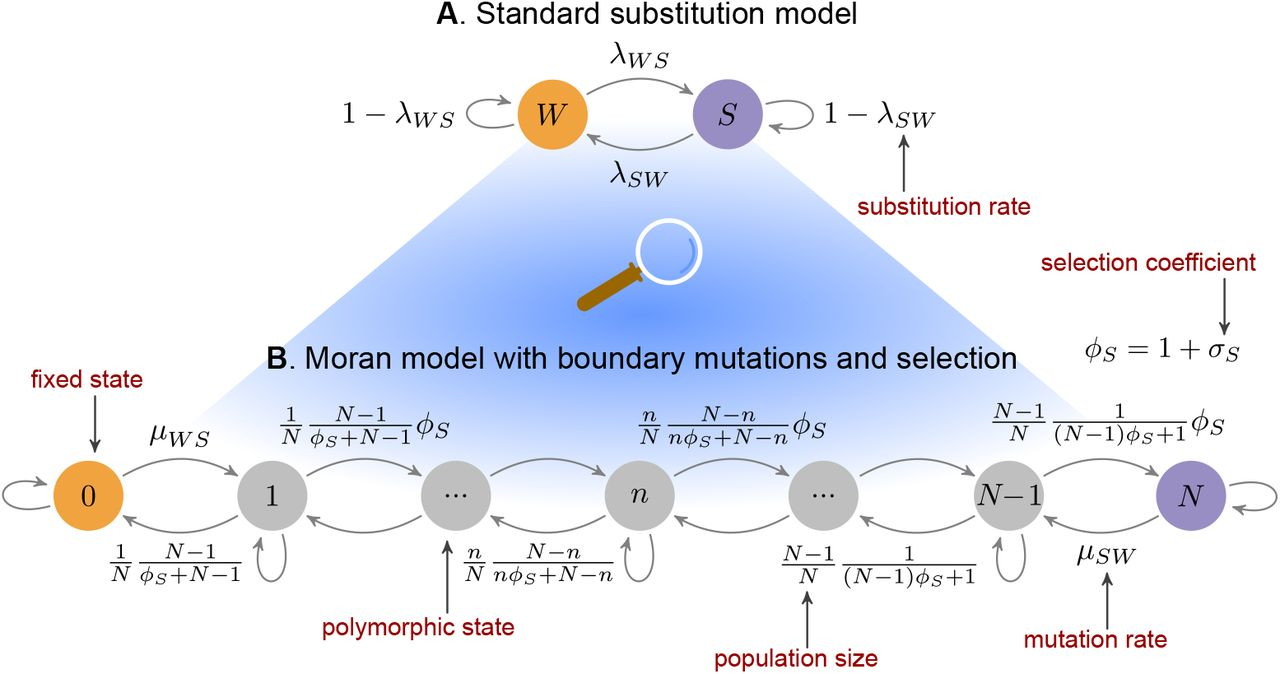 A. Standard substitution model
λ_WS
1 − λ_WS
W
S
1 − λ_SW
λ_SW
substitution rate
selection coefficient
ϕ_S = 1 + σ_S
B. Moran model with boundary mutations and selection
fixed state
μ_WS
1/N (N−1)/(ϕ_S+N−1) ϕ_S
n/N (N−n)/(nϕ_S+N−n) ϕ_S
(N−1)/N 1/((N−1)ϕ_S+1) ϕ_S
0
1
...
n
...
N−1
N
1/N (N−1)/(ϕ_S+N−1)
n/N (N−n)/(nϕ_S+N−n)
(N−1)/N 1/((N−1)ϕ_S+1)
μ_SW
polymorphic state
population size
mutation rate